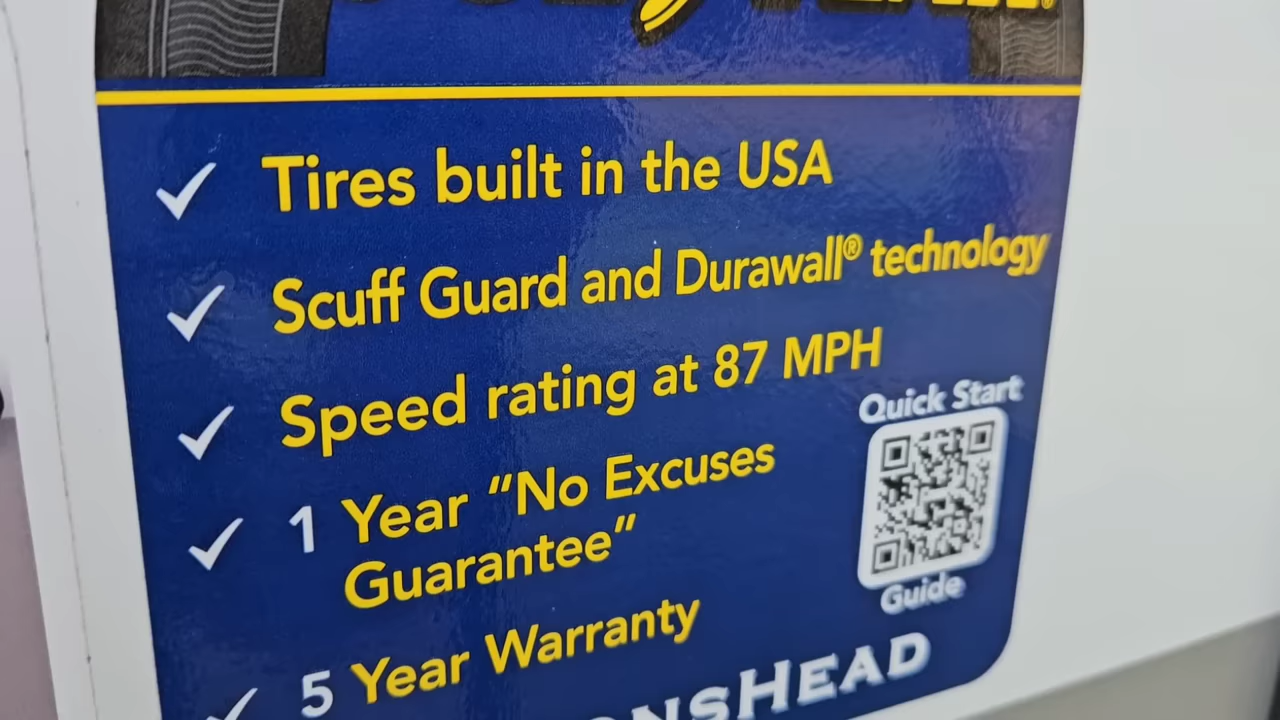 Tires built in the USA
Scuff Guard and Durawall® technology
Speed rating at 87 MPH
1 Year “No Excuses
Guarantee”
5 Year Warranty
Quick Start
Guide